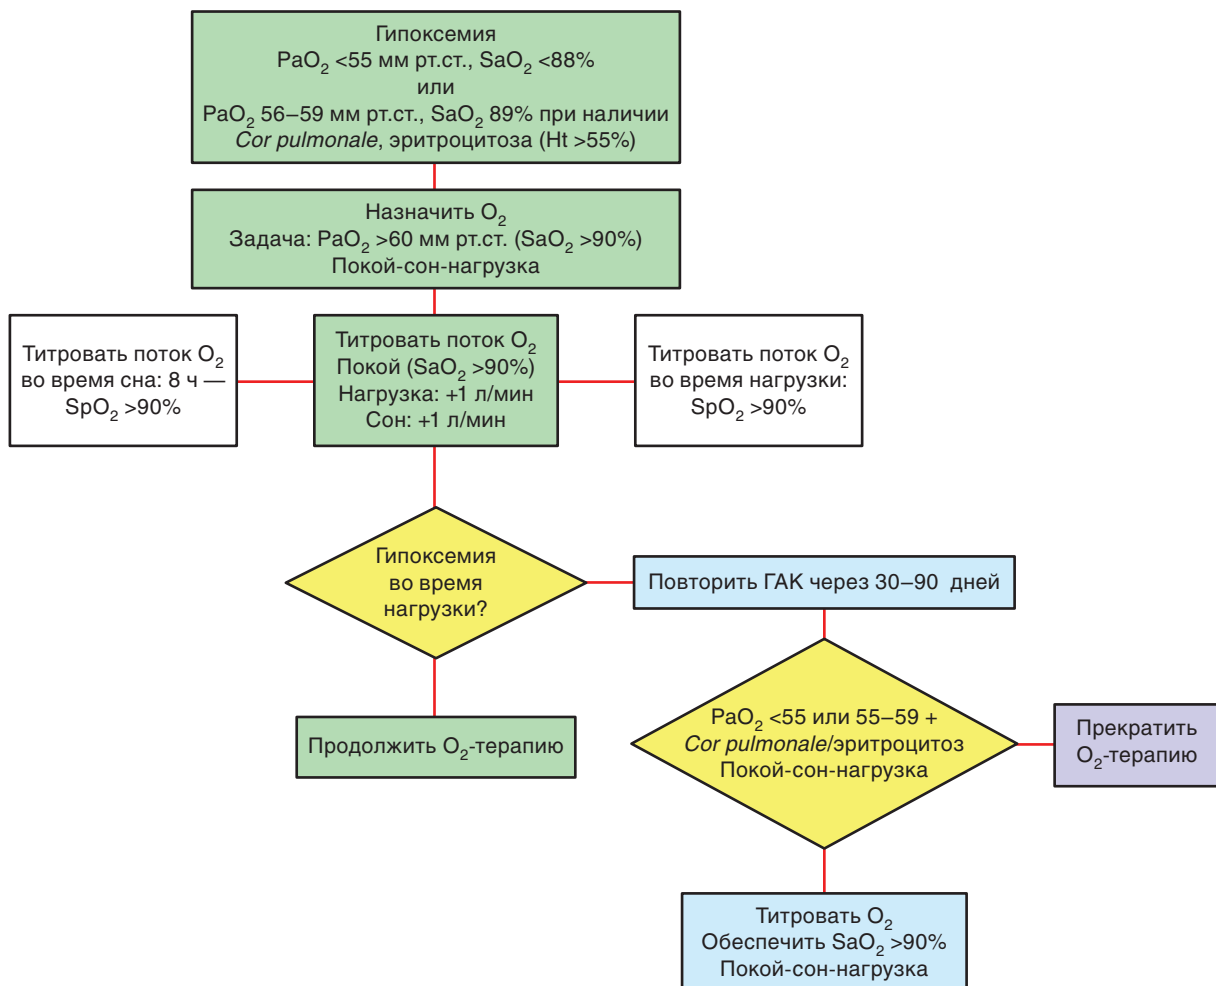 Гипоксемия
PaO₂ <55 мм рт.ст., SaO₂ <88%
или
PaO₂ 56–59 мм рт.ст., SaO₂ 89% при наличии
Cor pulmonale, эритроцитоза (Ht >55%)
Назначить O₂
Задача: PaO₂ >60 мм рт.ст. (SaO₂ >90%)
Покой-сон-нагрузка
Титровать поток O₂
во время сна: 8 ч —
SpO₂ >90%
Титровать поток O₂
Покой (SaO₂ >90%)
Нагрузка: +1 л/мин
Сон: +1 л/мин
Титровать поток O₂
во время нагрузки:
SpO₂ >90%
Гипоксемия
во время
нагрузки?
Повторить ГАК через 30–90 дней
Продолжить O₂-терапию
PaO₂ <55 или 55–59 +
Cor pulmonale/эритроцитоз
Покой-сон-нагрузка
Прекратить
O₂-терапию
Титровать O₂
Обеспечить SaO₂ >90%
Покой-сон-нагрузка